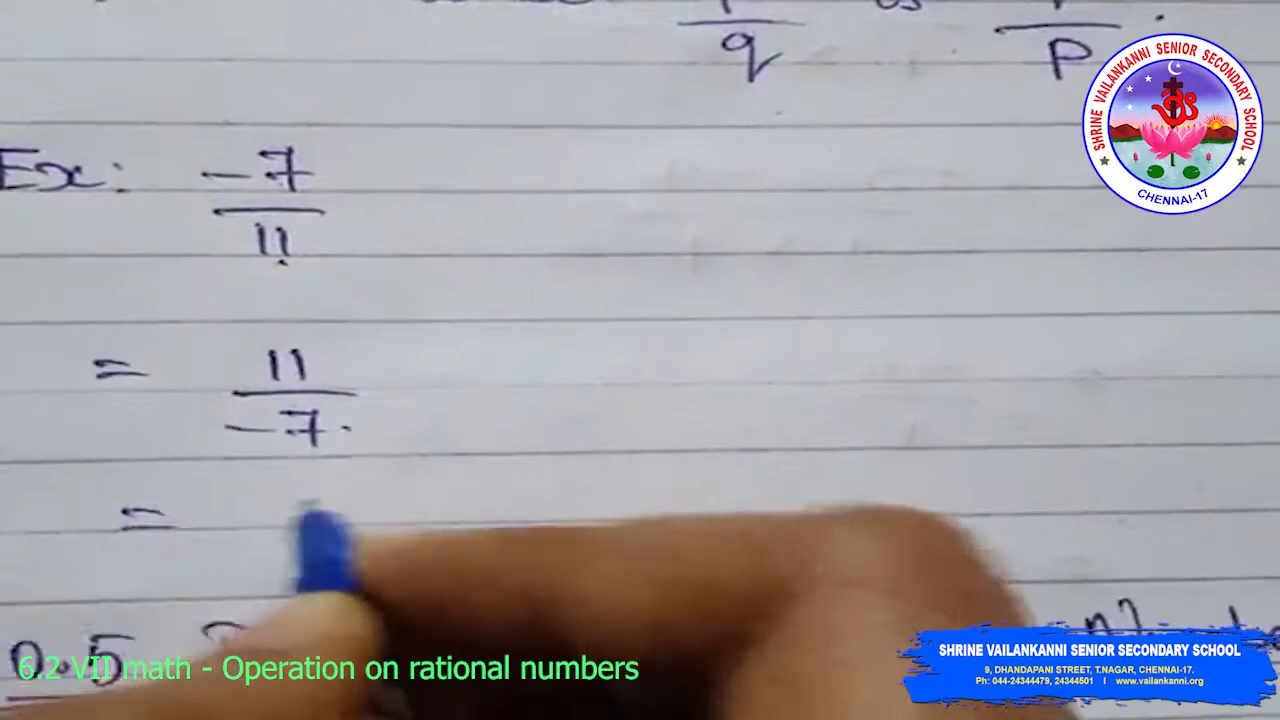 q p
SHRINE VAILANKANNI SENIOR SECONDARY SCHOOL
CHENNAI-17
Ex: -7
11
= 11
-7.
=
6.2 VII math - Operation on rational numbers
SHRINE VAILANKANNI SENIOR SECONDARY SCHOOL
9, DHANDAPANI STREET, T.NAGAR, CHENNAI-17.
Ph: 044-24344479, 24344501 I www.vailankanni.org